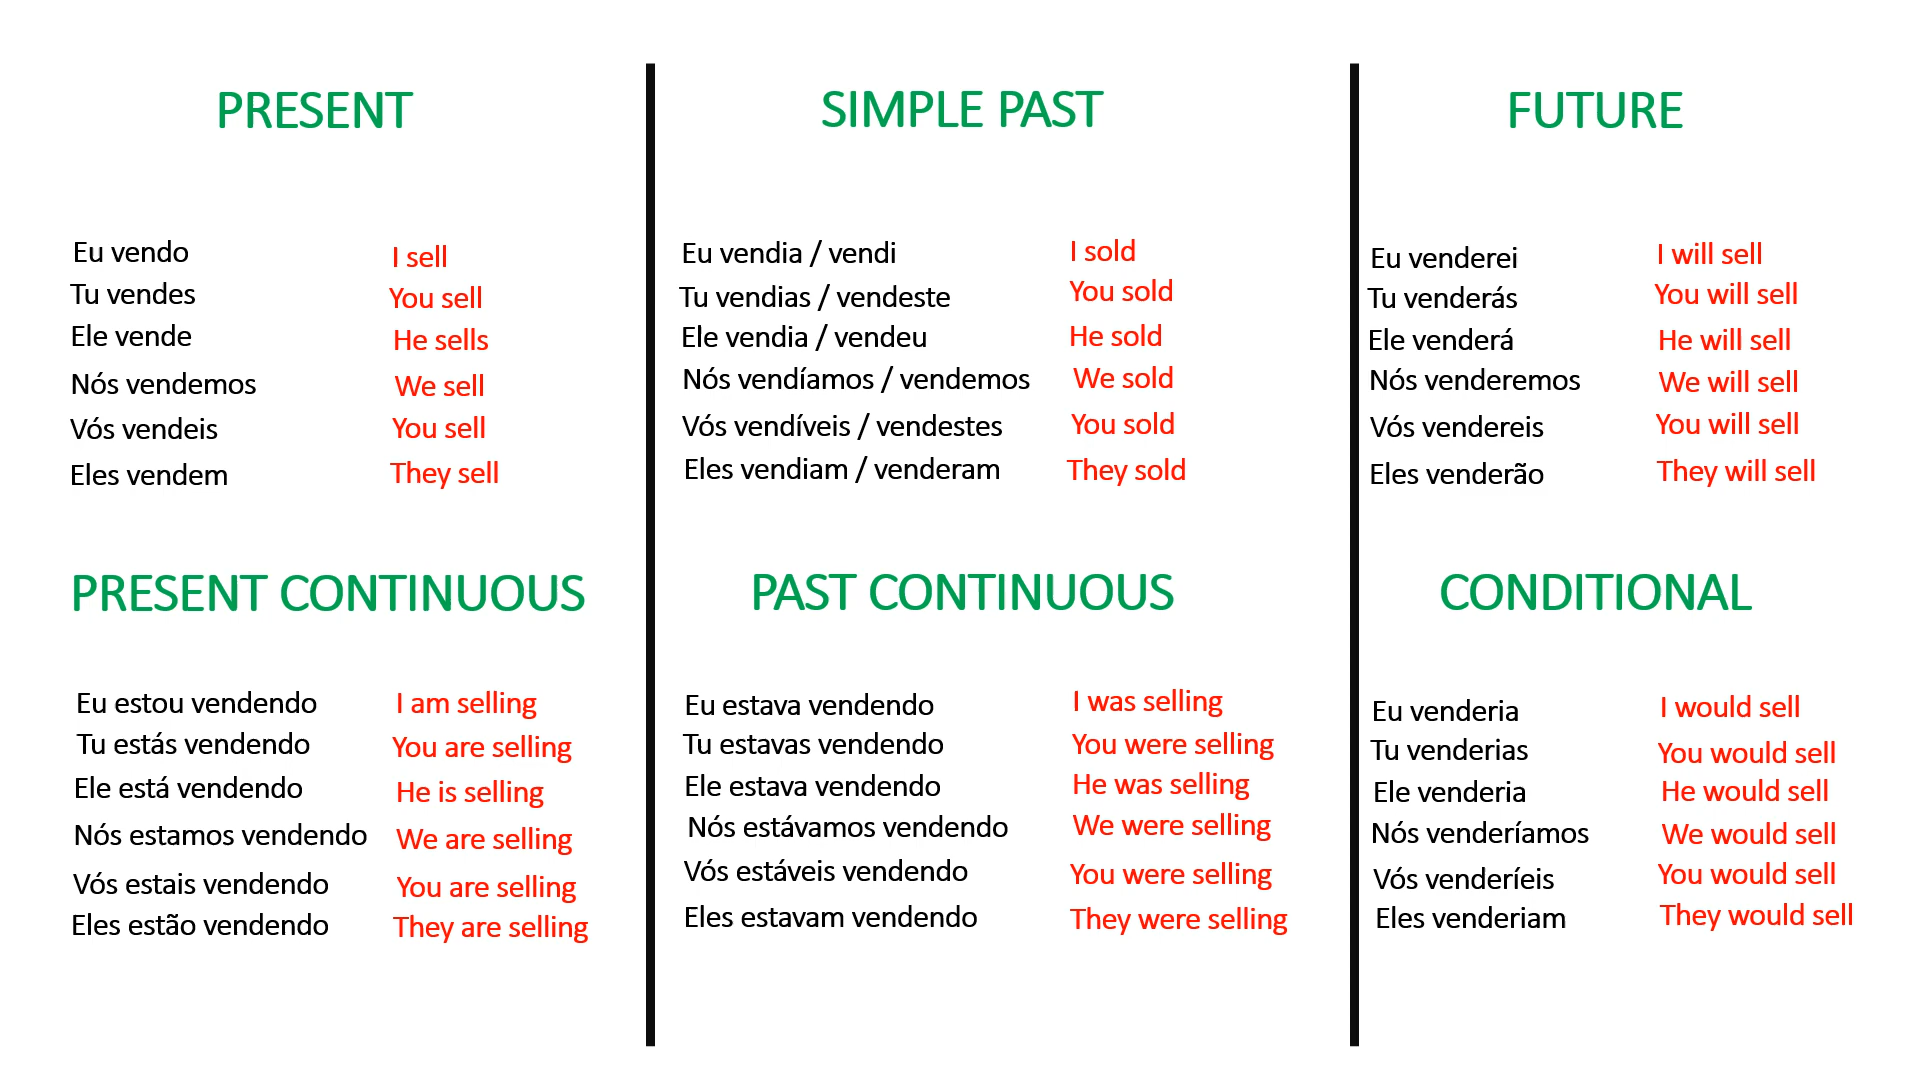 PRESENT
Eu vendo I sell
Tu vendes You sell
Ele vende He sells
Nós vendemos We sell
Vós vendeis You sell
Eles vendem They sell
PRESENT CONTINUOUS
Eu estou vendendo I am selling
Tu estás vendendo You are selling
Ele está vendendo He is selling
Nós estamos vendendo We are selling
Vós estais vendendo You are selling
Eles estão vendendo They are selling
SIMPLE PAST
Eu vendia / vendi I sold
Tu vendias / vendeste You sold
Ele vendia / vendeu He sold
Nós vendíamos / vendemos We sold
Vós vendíveis / vendestes You sold
Eles vendiam / venderam They sold
PAST CONTINUOUS
Eu estava vendendo I was selling
Tu estavas vendendo You were selling
Ele estava vendendo He was selling
Nós estávamos vendendo We were selling
Vós estáveis vendendo You were selling
Eles estavam vendendo They were selling
FUTURE
Eu venderei I will sell
Tu venderás You will sell
Ele venderá He will sell
Nós venderemos We will sell
Vós vendereis You will sell
Eles venderão They will sell
CONDITIONAL
Eu venderia I would sell
Tu venderias You would sell
Ele venderia He would sell
Nós venderíamos We would sell
Vós venderíeis You would sell
Eles venderiam They would sell